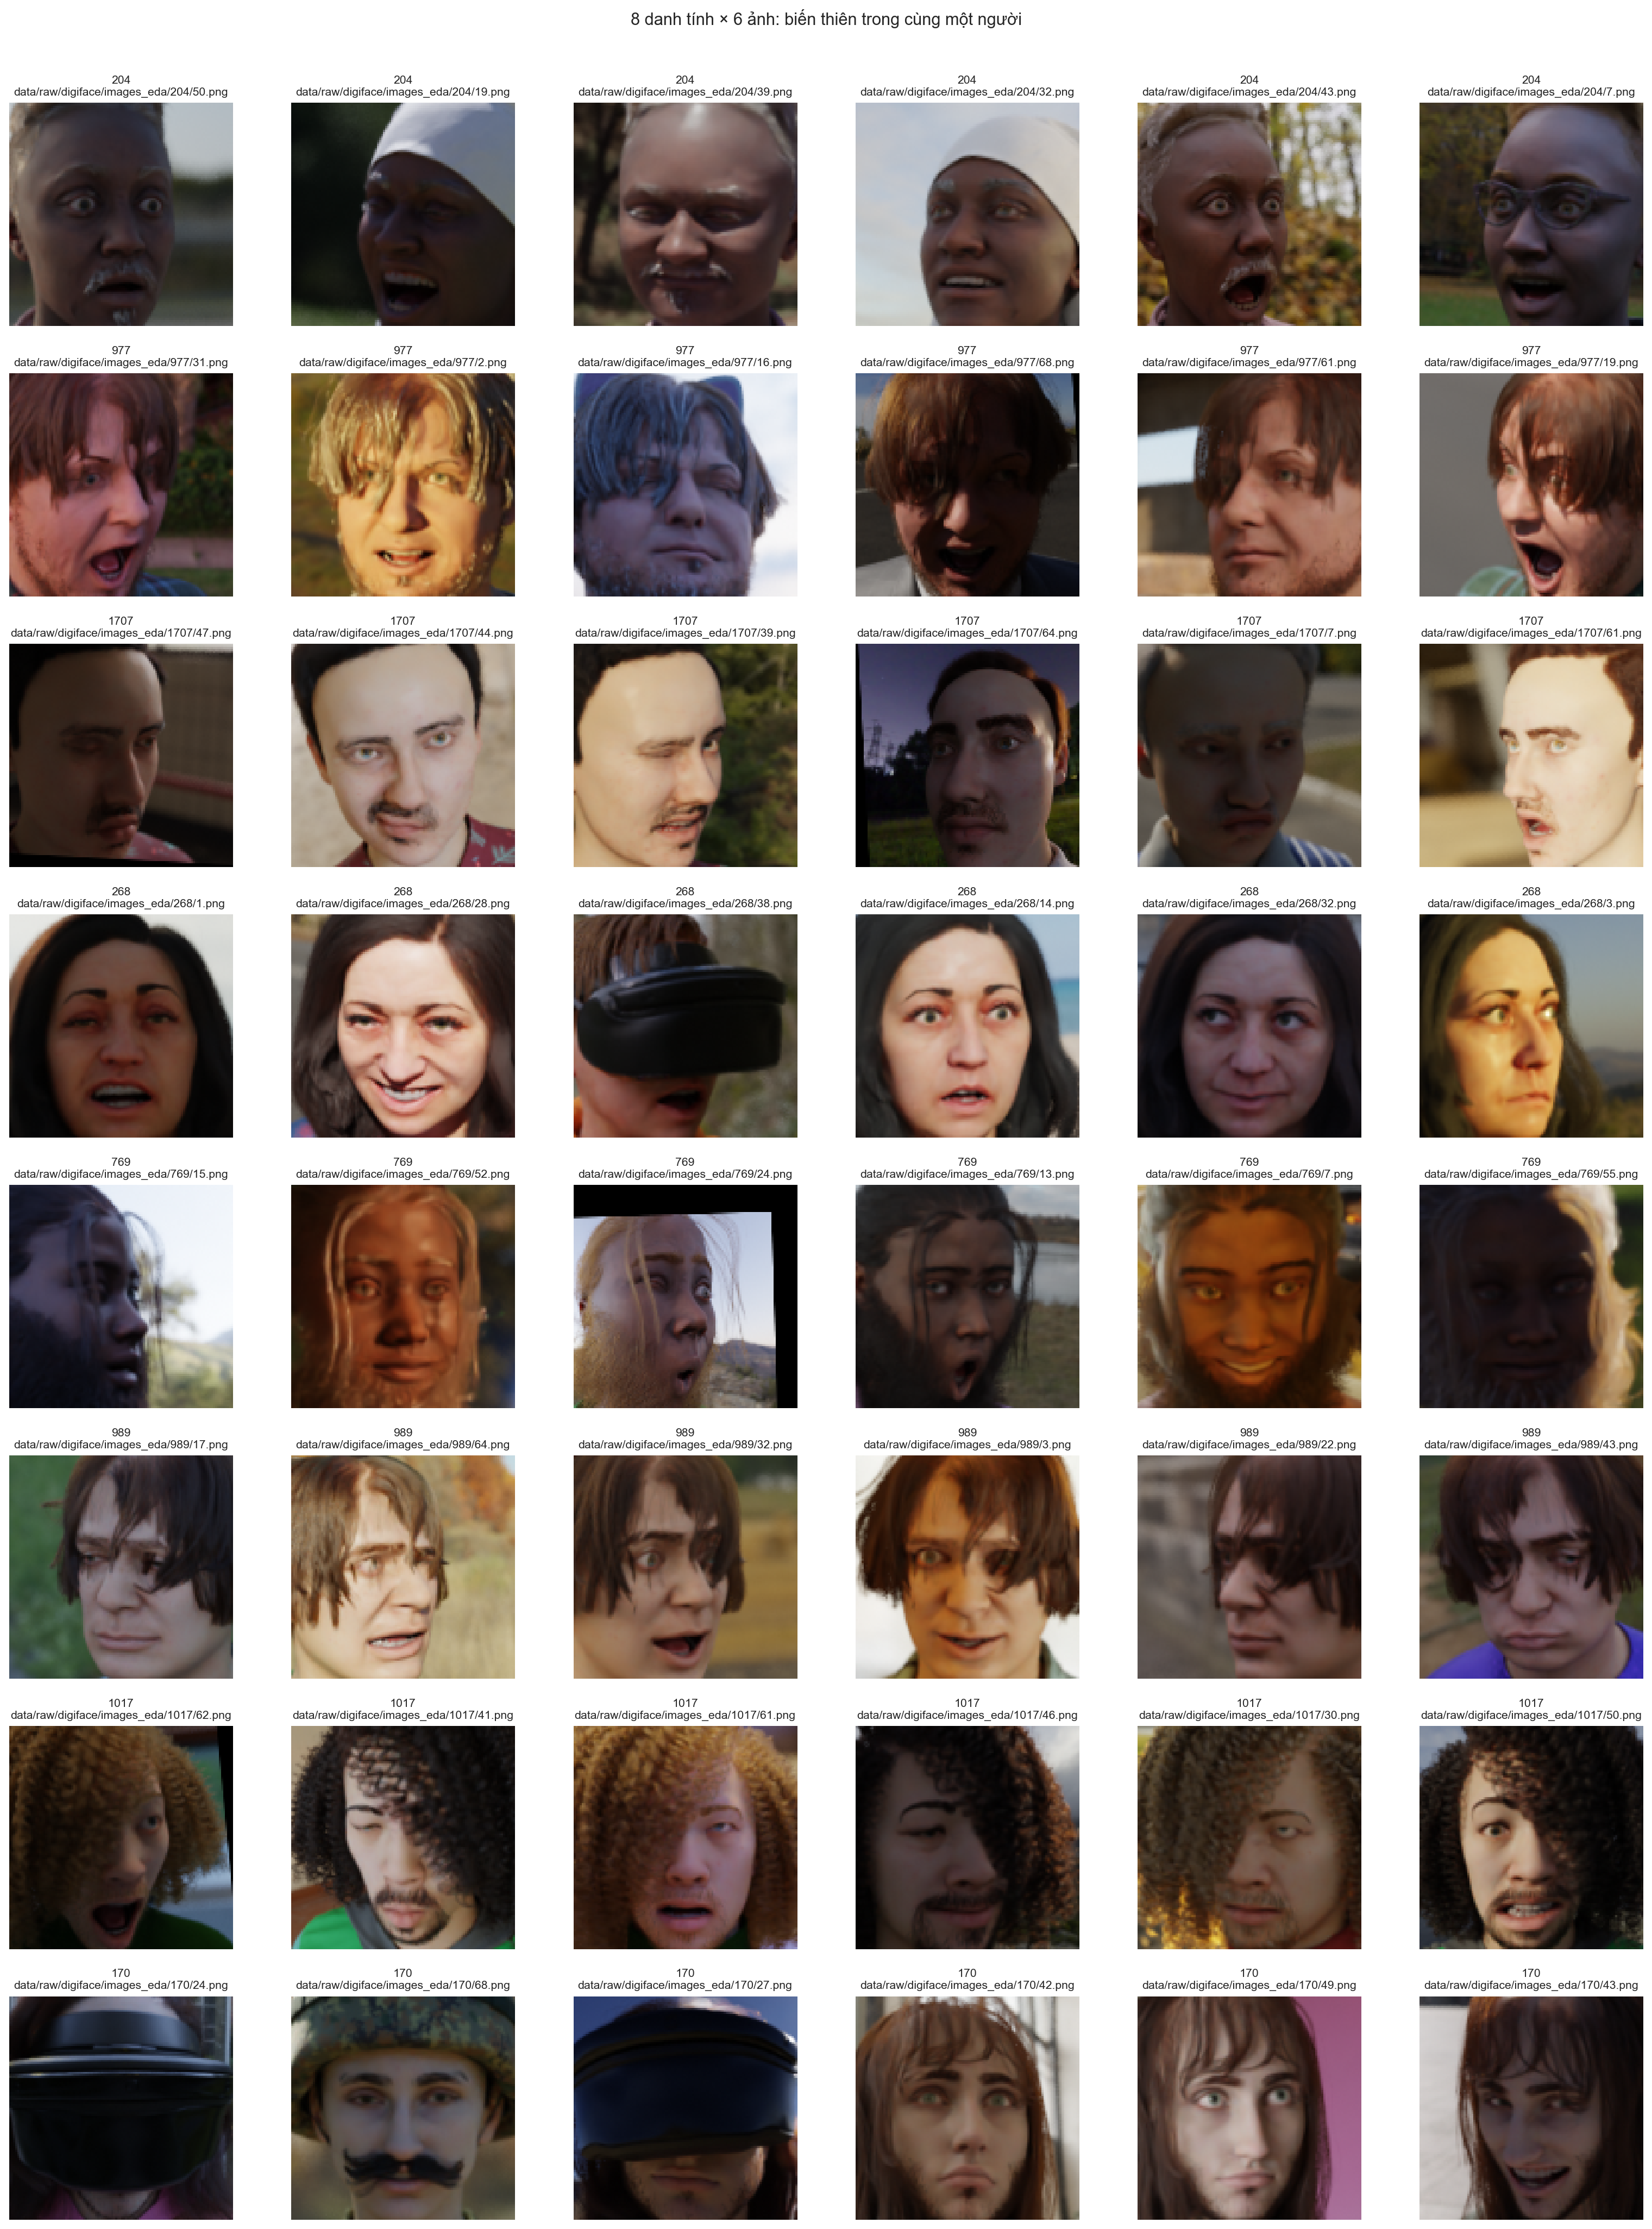 8 danh tính × 6 ảnh: biến thiên trong cùng một người
204
data/raw/digiface/images_eda/204/50.png
204
data/raw/digiface/images_eda/204/19.png
204
data/raw/digiface/images_eda/204/39.png
204
data/raw/digiface/images_eda/204/32.png
204
data/raw/digiface/images_eda/204/43.png
204
data/raw/digiface/images_eda/204/7.png
977
data/raw/digiface/images_eda/977/31.png
977
data/raw/digiface/images_eda/977/2.png
977
data/raw/digiface/images_eda/977/16.png
977
data/raw/digiface/images_eda/977/68.png
977
data/raw/digiface/images_eda/977/61.png
977
data/raw/digiface/images_eda/977/19.png
1707
data/raw/digiface/images_eda/1707/47.png
1707
data/raw/digiface/images_eda/1707/44.png
1707
data/raw/digiface/images_eda/1707/39.png
1707
data/raw/digiface/images_eda/1707/64.png
1707
data/raw/digiface/images_eda/1707/7.png
1707
data/raw/digiface/images_eda/1707/61.png
268
data/raw/digiface/images_eda/268/1.png
268
data/raw/digiface/images_eda/268/28.png
268
data/raw/digiface/images_eda/268/38.png
268
data/raw/digiface/images_eda/268/14.png
268
data/raw/digiface/images_eda/268/32.png
268
data/raw/digiface/images_eda/268/3.png
769
data/raw/digiface/images_eda/769/15.png
769
data/raw/digiface/images_eda/769/52.png
769
data/raw/digiface/images_eda/769/24.png
769
data/raw/digiface/images_eda/769/13.png
769
data/raw/digiface/images_eda/769/7.png
769
data/raw/digiface/images_eda/769/55.png
989
data/raw/digiface/images_eda/989/17.png
989
data/raw/digiface/images_eda/989/64.png
989
data/raw/digiface/images_eda/989/32.png
989
data/raw/digiface/images_eda/989/3.png
989
data/raw/digiface/images_eda/989/22.png
989
data/raw/digiface/images_eda/989/43.png
1017
data/raw/digiface/images_eda/1017/62.png
1017
data/raw/digiface/images_eda/1017/41.png
1017
data/raw/digiface/images_eda/1017/61.png
1017
data/raw/digiface/images_eda/1017/46.png
1017
data/raw/digiface/images_eda/1017/30.png
1017
data/raw/digiface/images_eda/1017/50.png
170
data/raw/digiface/images_eda/170/24.png
170
data/raw/digiface/images_eda/170/68.png
170
data/raw/digiface/images_eda/170/27.png
170
data/raw/digiface/images_eda/170/42.png
170
data/raw/digiface/images_eda/170/49.png
170
data/raw/digiface/images_eda/170/43.png